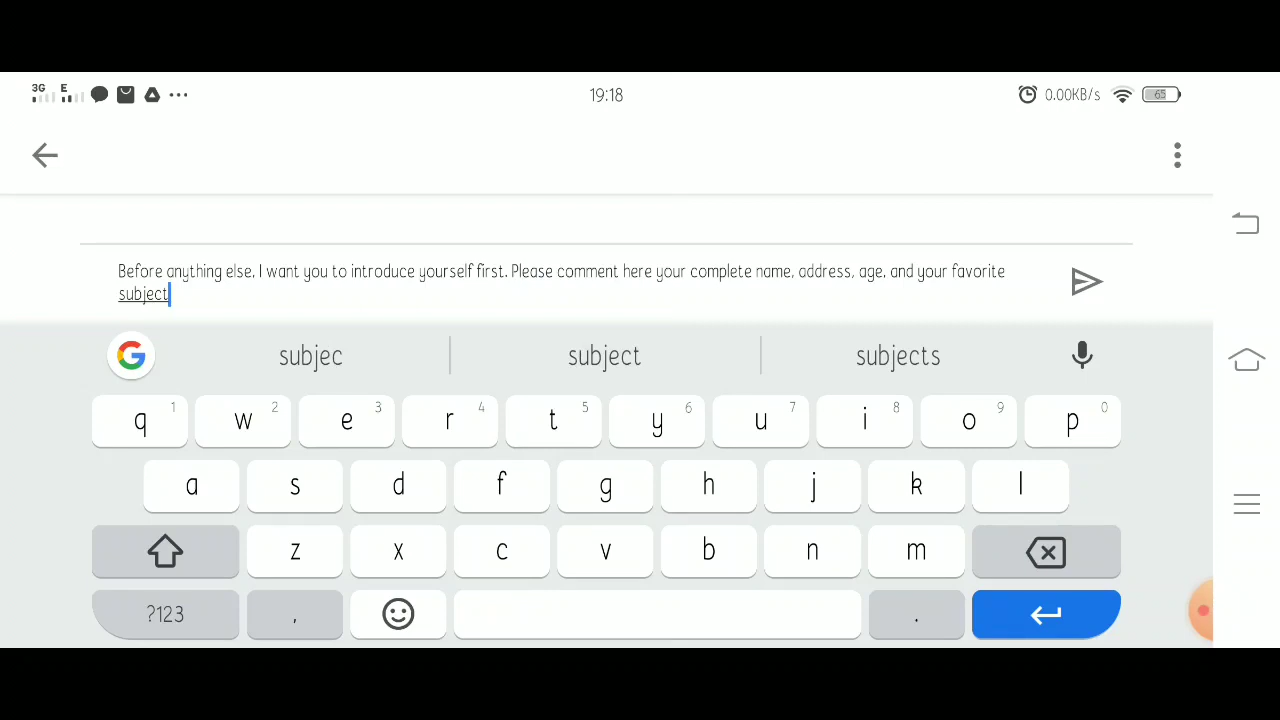 3G E 19:18 0.00KB/s 65
Before anything else, I want you to introduce yourself first. Please comment here your complete name, address, age, and your favorite
subject
subjec subject subjects
q 1 w 2 e 3 r 4 t 5 y 6 u 7 i 8 o 9 p 0
a s d f g h j k l
z x c v b n m
?123 , .